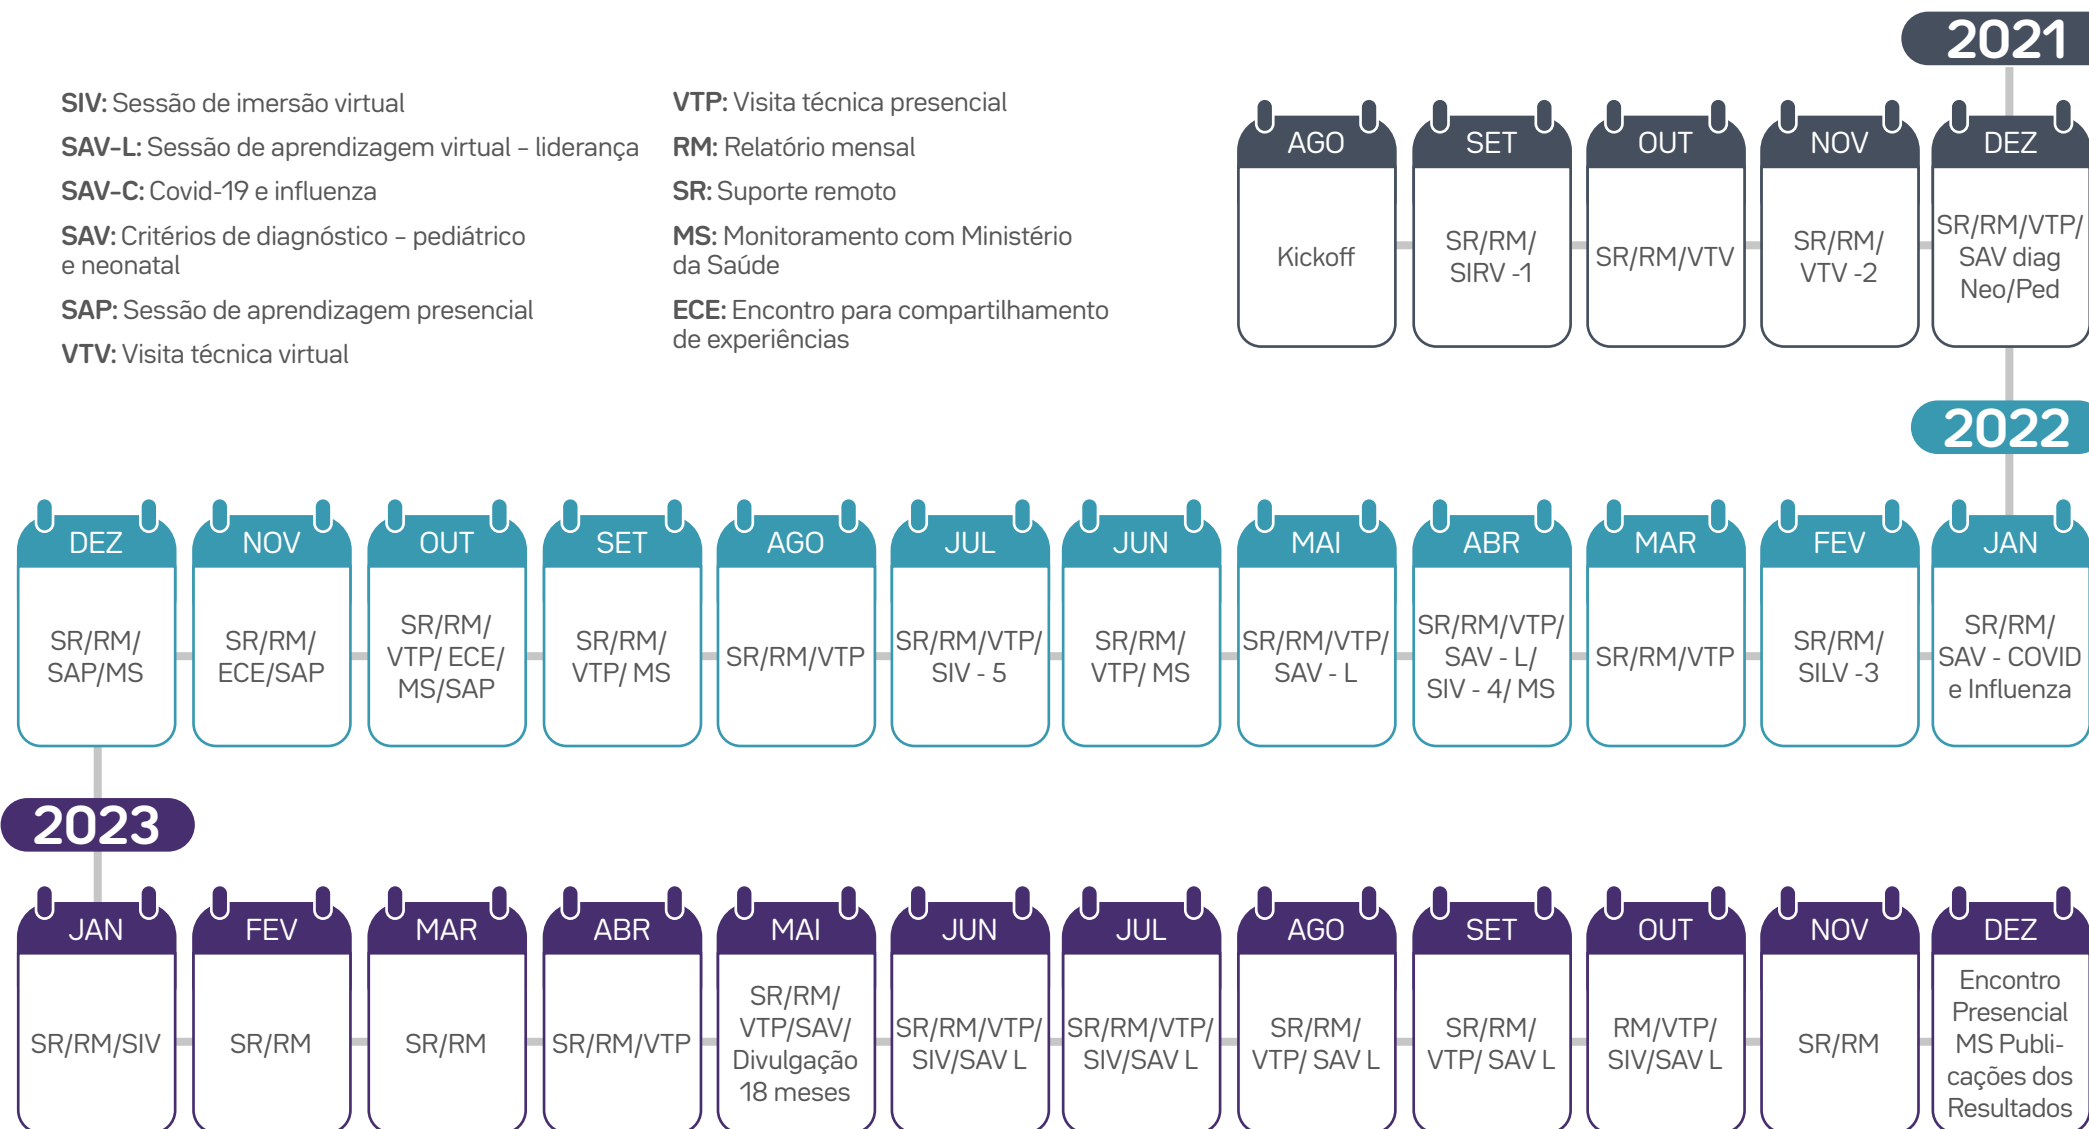 2021
SIV: Sessão de imersão virtual
SAV-L: Sessão de aprendizagem virtual – liderança
SAV-C: Covid-19 e influenza
SAV: Critérios de diagnóstico – pediátrico
e neonatal
SAP: Sessão de aprendizagem presencial
VTV: Visita técnica virtual
VTP: Visita técnica presencial
RM: Relatório mensal
SR: Suporte remoto
MS: Monitoramento com Ministério
da Saúde
ECE: Encontro para compartilhamento
de experiências
AGO
Kickoff
SET
SR/RM/
SIRV -1
OUT
SR/RM/VTV
NOV
SR/RM/
VTV -2
DEZ
SR/RM/VTP/
SAV diag
Neo/Ped
2022
DEZ
SR/RM/
SAP/MS
NOV
SR/RM/
ECE/SAP
OUT
SR/RM/
VTP/ ECE/
MS/SAP
SET
SR/RM/
VTP/ MS
AGO
SR/RM/VTP
JUL
SR/RM/VTP/
SIV - 5
JUN
SR/RM/
VTP/ MS
MAI
SR/RM/VTP/
SAV - L
ABR
SR/RM/VTP/
SAV - L/
SIV - 4/ MS
MAR
SR/RM/VTP
FEV
SR/RM/
SILV -3
JAN
SR/RM/
SAV - COVID
e Influenza
2023
JAN
SR/RM/SIV
FEV
SR/RM
MAR
SR/RM
ABR
SR/RM/VTP
MAI
SR/RM/
VTP/SAV/
Divulgação
18 meses
JUN
SR/RM/VTP/
SIV/SAV L
JUL
SR/RM/VTP/
SIV/SAV L
AGO
SR/RM/
VTP/ SAV L
SET
SR/RM/
VTP/ SAV L
OUT
RM/VTP/
SIV/SAV L
NOV
SR/RM
DEZ
Encontro
Presencial
MS Publi-
cações dos
Resultados